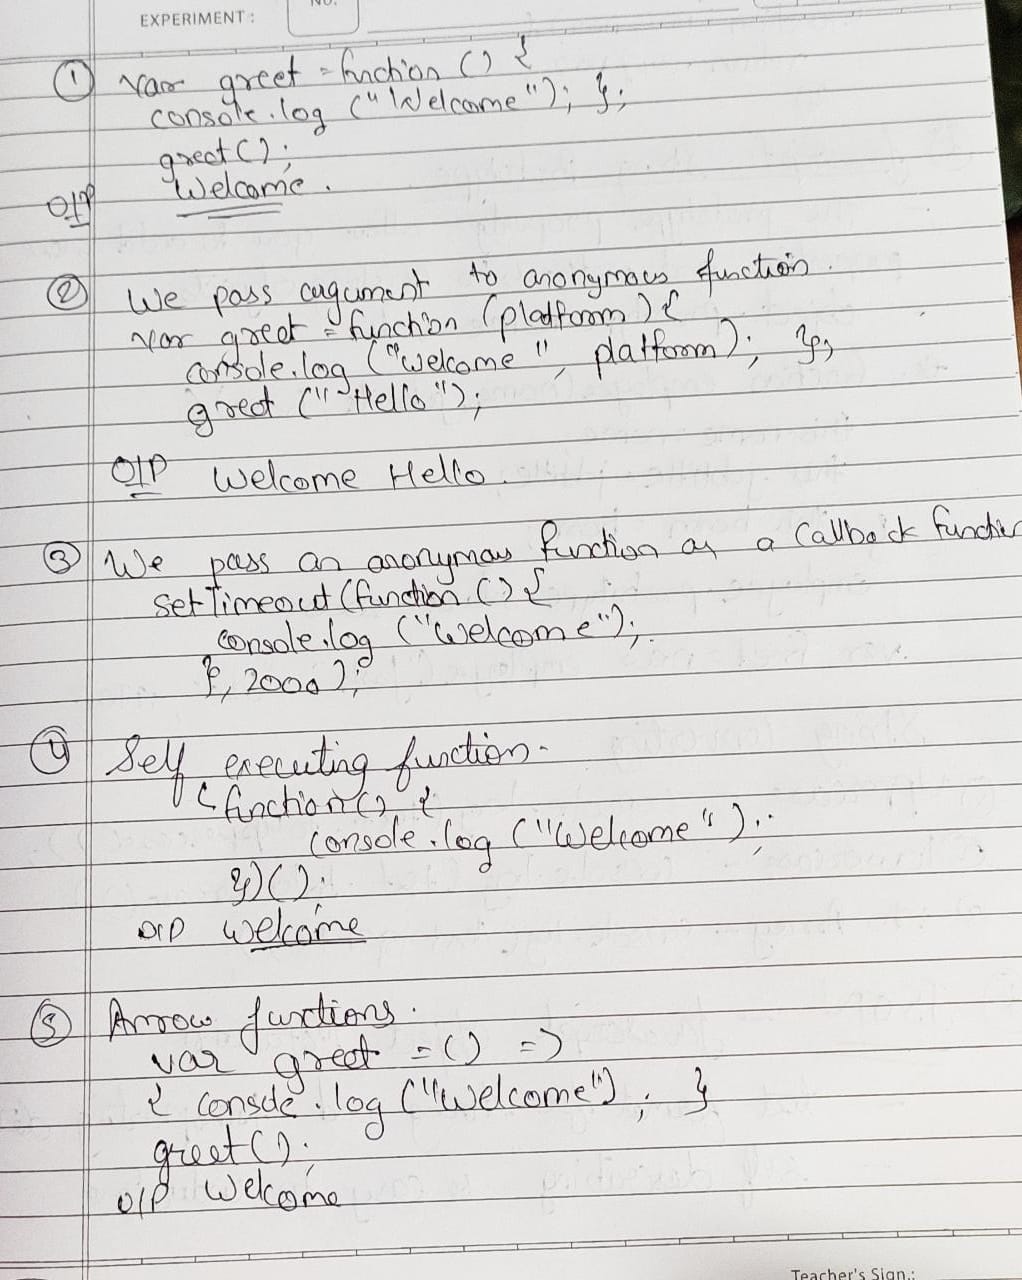 NO.
EXPERIMENT :
① var greet = function () {
console.log ("Welcome"); };
greet();
O/P Welcome.
② We pass augument to anonymous function.
var greet = function (platform) {
console.log ("Welcome", platform); };
greet ("Hello");
O/P Welcome Hello.
③ We pass an anonymous function as a Callback function
setTimeout (function () {
console.log ("Welcome");
}, 2000);
④ Self executing function.
(function() {
console.log ("Welcome");
})();
O/P Welcome
⑤ Arrow functions.
var greet = () =>
{ console.log ("Welcome"); }
greet();
O/P Welcome
Teacher's Sign.: